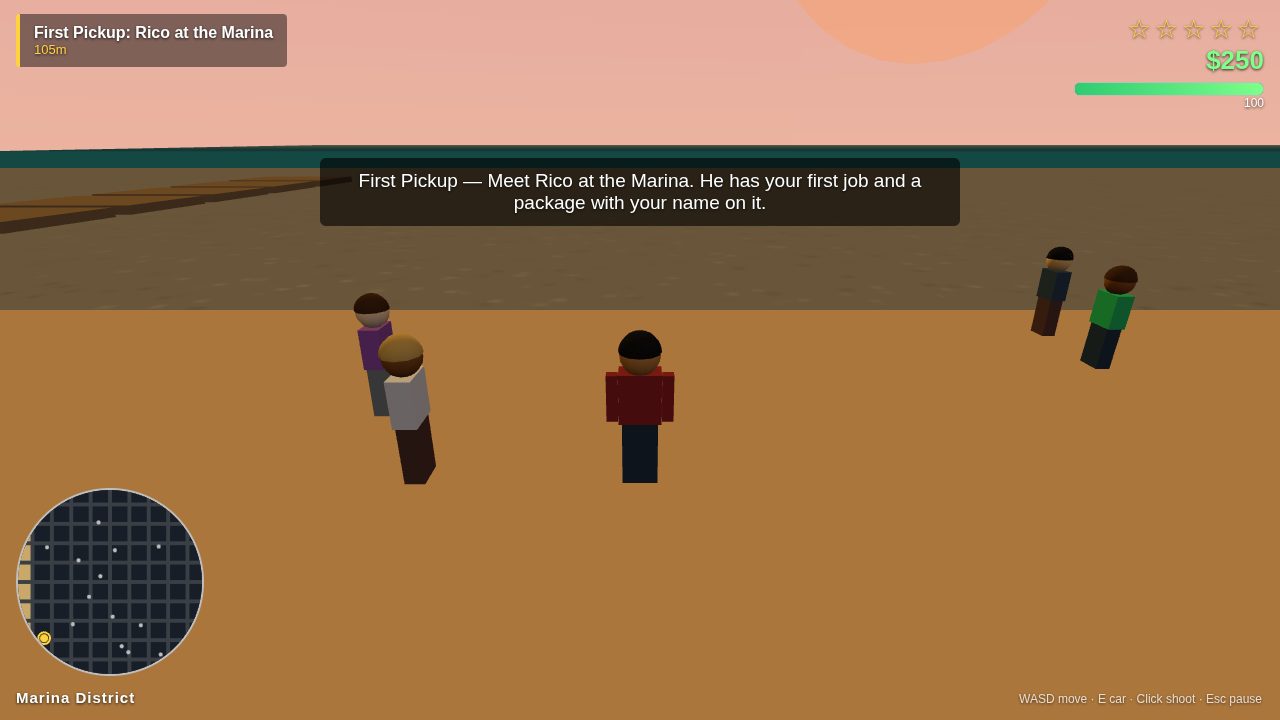 First Pickup: Rico at the Marina
105m
$250
100
First Pickup — Meet Rico at the Marina. He has your first job and a
package with your name on it.
Marina District
WASD move · E car · Click shoot · Esc pause